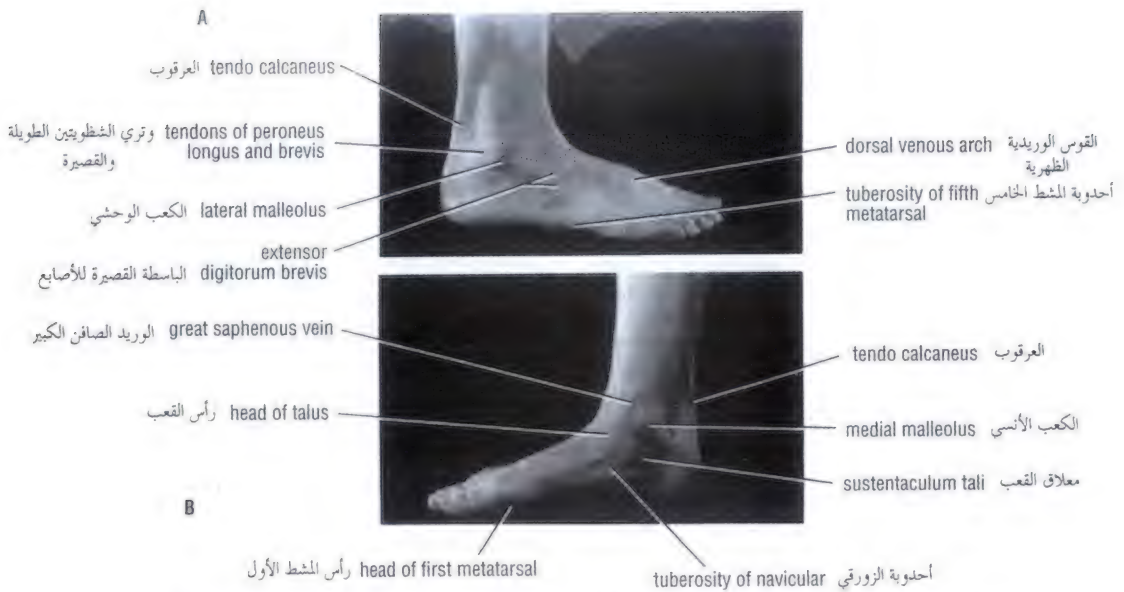 A
tendo calcaneus العرقوب
tendons of peroneus وتري الشظويتين الطويلة
longus and brevis والقصيرة
lateral malleolus الكعب الوحشي
extensor
digitorum brevis الباسطة القصيرة للأصابع
dorsal venous arch القوس الوريدية
الظهرية
tuberosity of fifth أحدوبة المشط الخامس
metatarsal
great saphenous vein الوريد الصافن الكبير
head of talus رأس القعب
B
tendo calcaneus العرقوب
medial malleolus الكعب الأنسي
sustentaculum tali معلاق القعب
head of first metatarsal رأس المشط الأول
tuberosity of navicular أحدوبة الزورقي